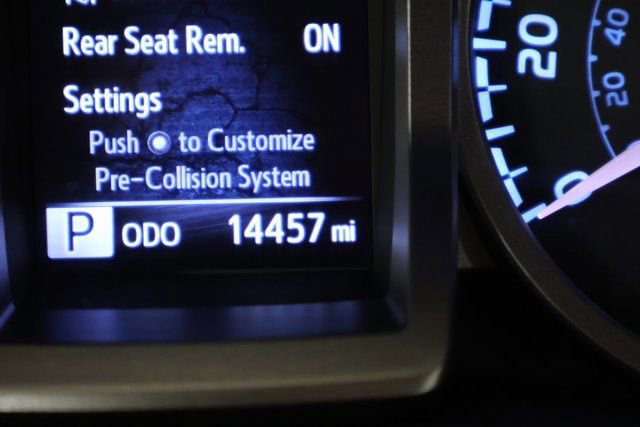 Rear Seat Rem. ON
Settings
Push to Customize
Pre-Collision System
P ODO 14457 mi
20
40
20
0